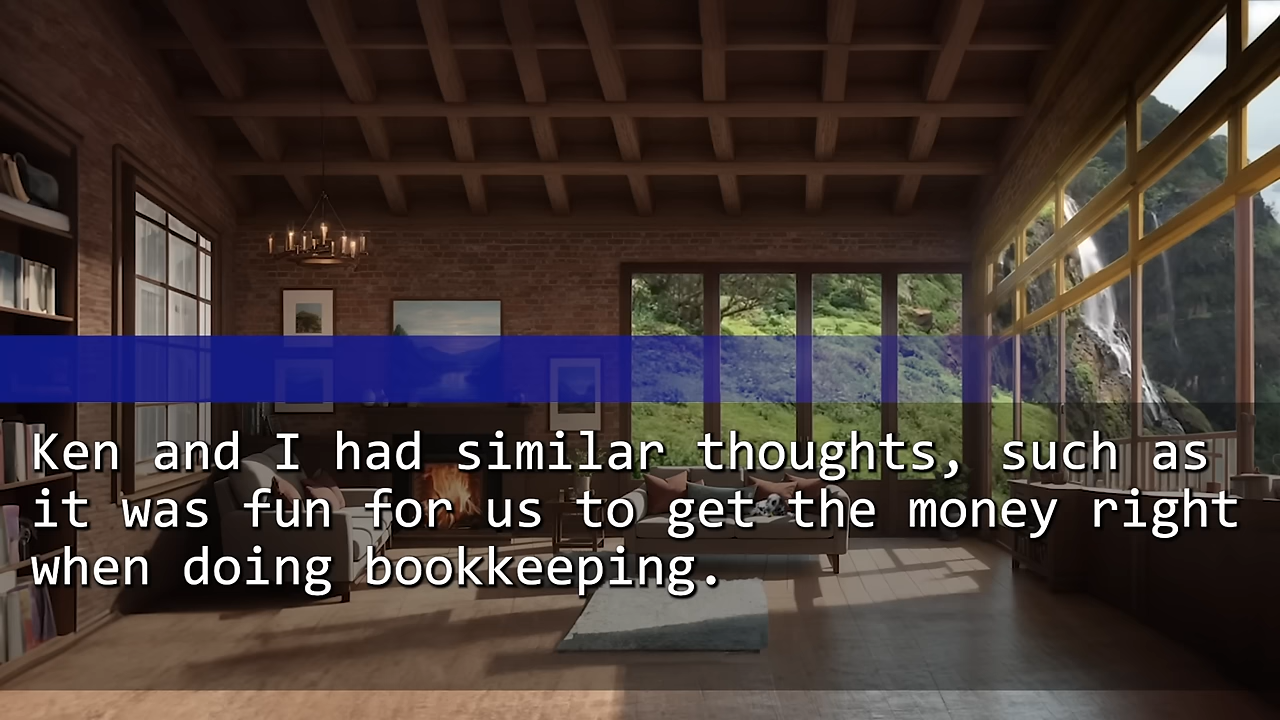 Ken and I had similar thoughts, such as
it was fun for us to get the money right
when doing bookkeeping.